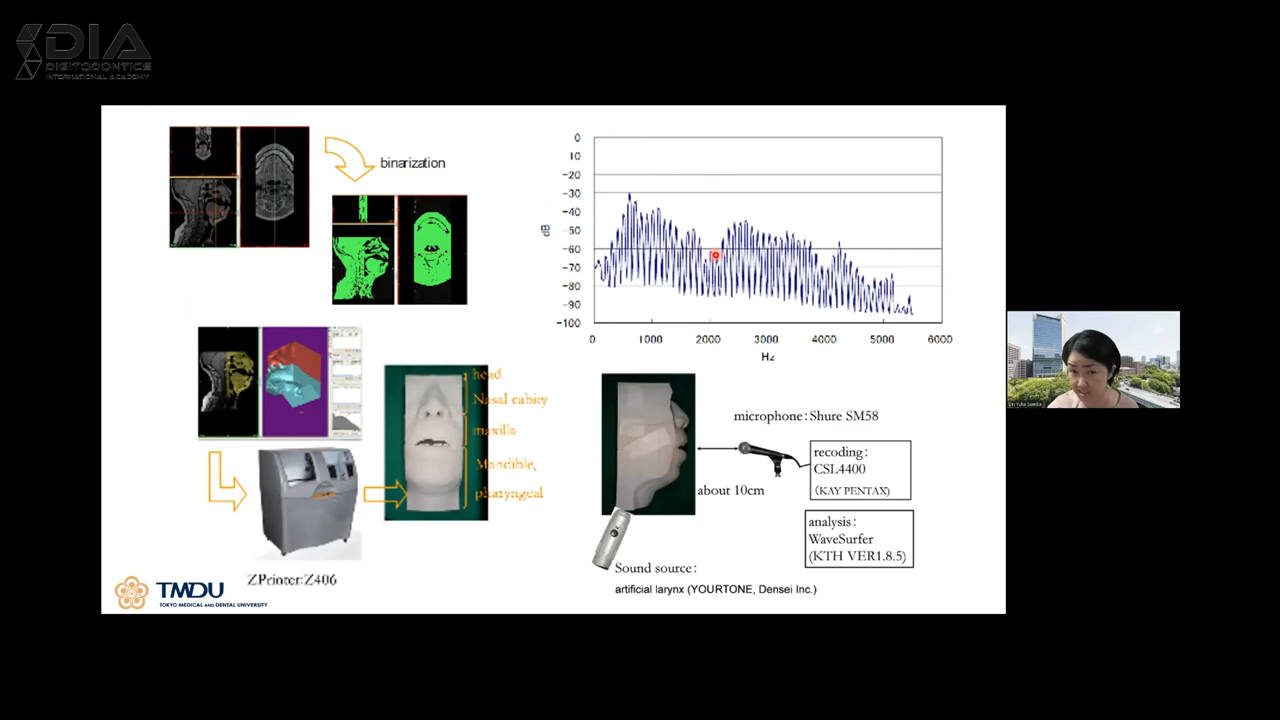 DIA
DIGITODONTICS
INTERNATIONAL ACADEMY
binarization
0
10
-20
-30
-40
-50
-60
-70
-80
-90
-100
dB
0
1000
2000
3000
4000
5000
6000
Hz
head
Nasal cabity
maxilla
Mandible,
pharyngeal
ZPrinter:Z406
microphone:Shure SM58
about 10cm
recoding:
CSL4400
(KAY PENTAX)
analysis:
WaveSurfer
(KTH VER1.8.5)
Sound source:
artificial larynx (YOURTONE, Densei Inc.)
TMDU
TOKYO MEDICAL AND DENTAL UNIVERSITY